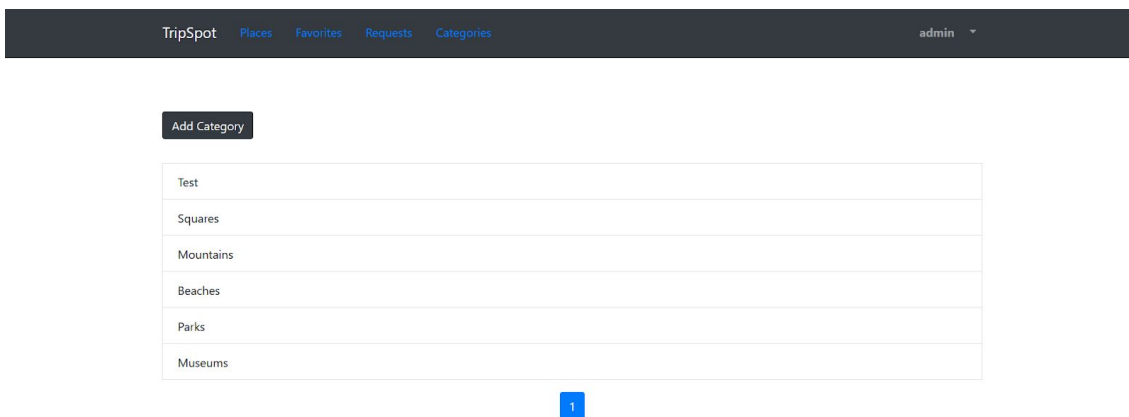 TripSpot Places Favorites Requests Categories admin
Add Category
Test
Squares
Mountains
Beaches
Parks
Museums
1